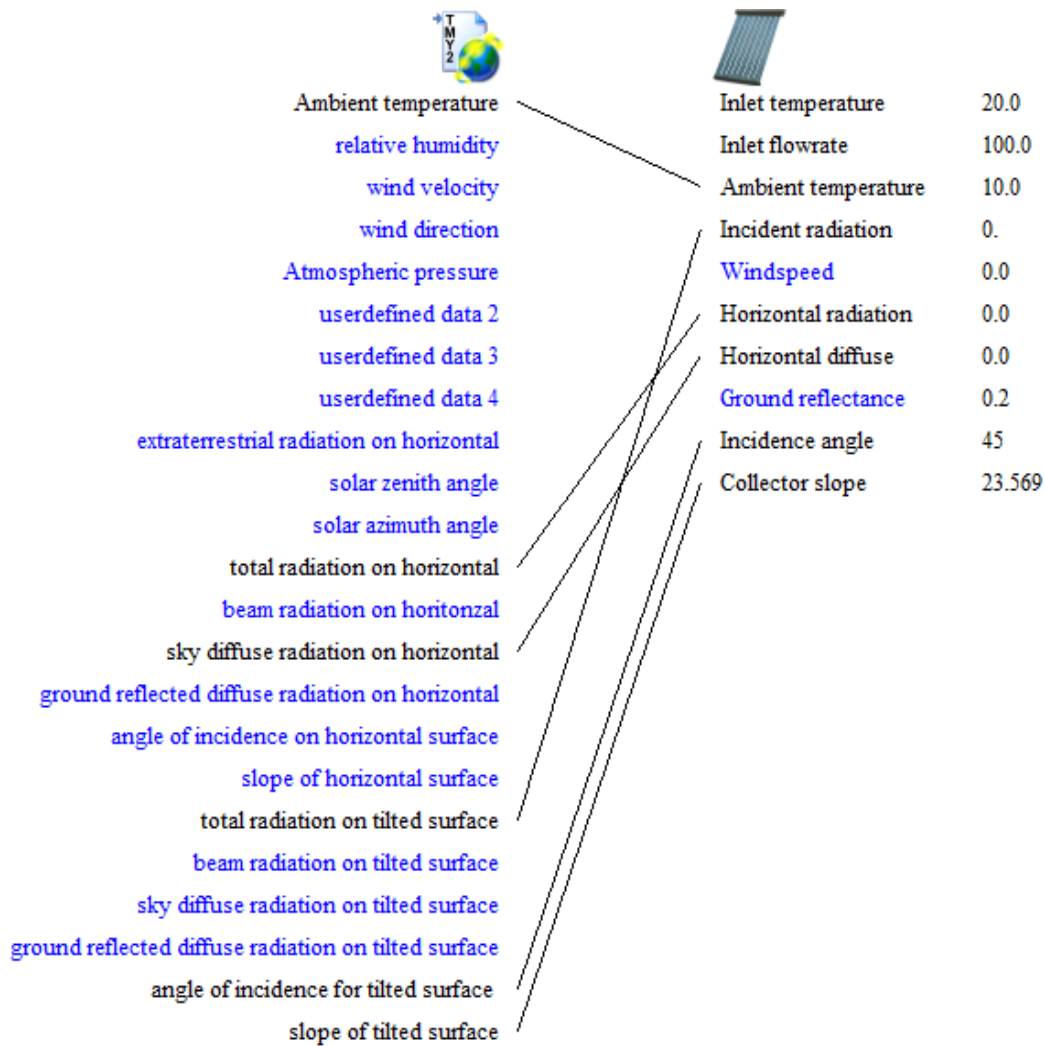 TMY2
Ambient temperature Inlet temperature 20.0
relative humidity Inlet flowrate 100.0
wind velocity Ambient temperature 10.0
wind direction Incident radiation 0.
Atmospheric pressure Windspeed 0.0
userdefined data 2 Horizontal radiation 0.0
userdefined data 3 Horizontal diffuse 0.0
userdefined data 4 Ground reflectance 0.2
extraterrestrial radiation on horizontal Incidence angle 45
solar zenith angle Collector slope 23.569
solar azimuth angle
total radiation on horizontal
beam radiation on horitonzal
sky diffuse radiation on horizontal
ground reflected diffuse radiation on horizontal
angle of incidence on horizontal surface
slope of horizontal surface
total radiation on tilted surface
beam radiation on tilted surface
sky diffuse radiation on tilted surface
ground reflected diffuse radiation on tilted surface
angle of incidence for tilted surface
slope of tilted surface